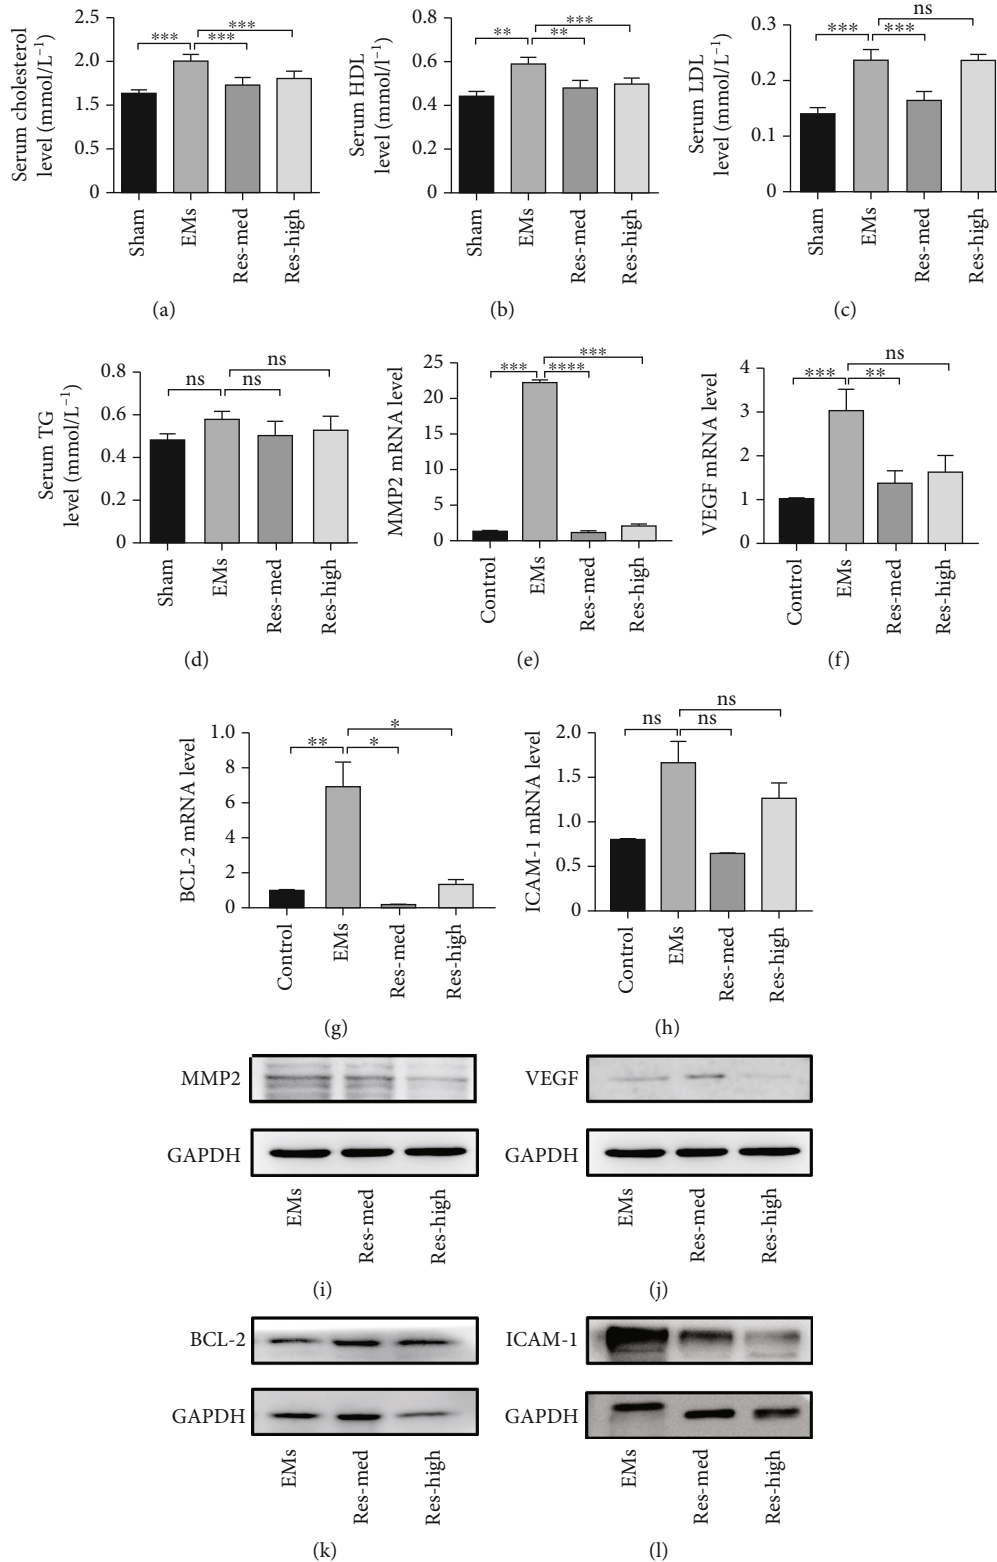 Serum cholesterol
level (mmol/L⁻¹)
2.5
2.0
1.5
1.5
0
***
***
***
Sham
EMs
Res-med
Res-high
(a)
Serum HDL
level (mmol/l⁻¹)
0.8
0.6
0.4
0.2
0
**
**
***
Sham
EMs
Res-med
Res-high
(b)
Serum LDL
level (mmol/L⁻¹)
0.3
0.2
0.1
0
***
***
ns
Sham
EMs
Res-med
Res-high
(c)
Serum TG
level (mmol/L⁻¹)
0.8
0.6
0.4
0.2
0
ns
ns
ns
Sham
EMs
Res-med
Res-high
(d)
MMP2 mRNA level
25
20
15
10
5
0
***
****
***
Control
EMs
Res-med
Res-high
(e)
VEGF mRNA level
4
3
2
1
0
***
**
ns
Control
EMs
Res-med
Res-high
(f)
BCL-2 mRNA level
1.0
8
6
4
2
0
**
*
*
Control
EMs
Res-med
Res-high
(g)
ICAM-1 mRNA level
2.0
1.5
1.0
0.5
0
ns
ns
ns
Control
EMs
Res-med
Res-high
(h)
MMP2
GAPDH
EMs
Res-med
Res-high
(i)
VEGF
GAPDH
EMs
Res-med
Res-high
(j)
BCL-2
GAPDH
EMs
Res-med
Res-high
(k)
ICAM-1
GAPDH
EMs
Res-med
Res-high
(l)